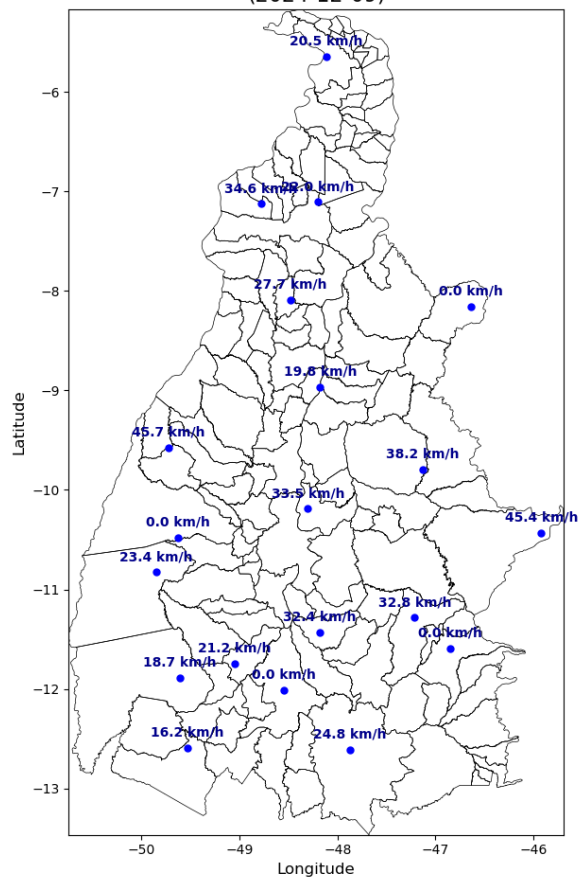 20.5 km/h
−6
34.6 km/h
−7
27.7 km/h
0.0 km/h
−8
19.8 km/h
−9
45.7 km/h
38.2 km/h
33.5 km/h
−10
45.4 km/h
0.0 km/h
23.4 km/h
−11
32.8 km/h
32.4 km/h
0.0 km/h
21.2 km/h
18.7 km/h
0.0 km/h
−12
16.2 km/h
24.8 km/h
−13
Latitude
−50 −49 −48 −47 −46
Longitude